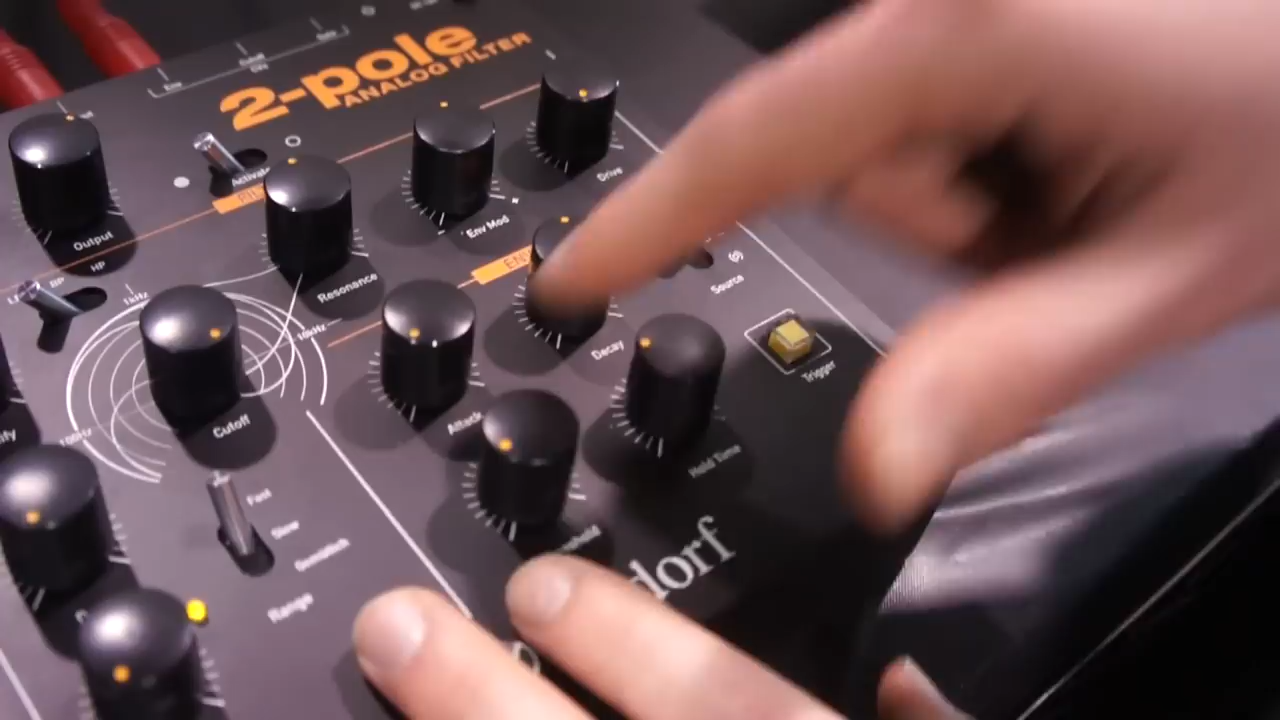 2-pole
ANALOG FILTER
Activate
Drive
Env Mod
Output
HP
BP
1kHz
Resonance
10kHz
Source
Decay
Trigger
Attack
Cutoff
100Hz
Hold Time
Fast
Slow
Range
dorf